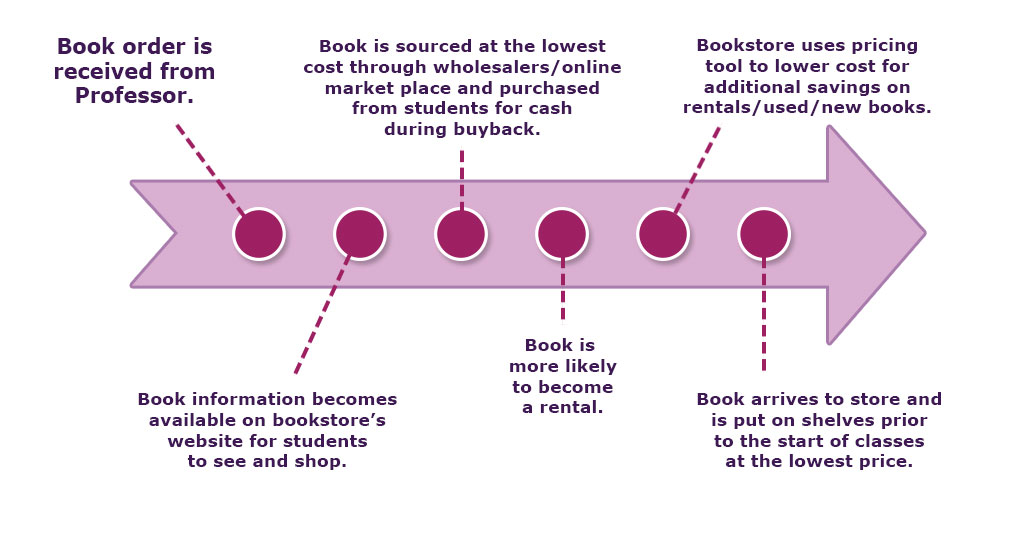 Book order is
received from
Professor.
Book information becomes
available on bookstore’s
website for students
to see and shop.
Book is sourced at the lowest
cost through wholesalers/online
market place and purchased
from students for cash
during buyback.
Book is
more likely
to become
a rental.
Bookstore uses pricing
tool to lower cost for
additional savings on
rentals/used/new books.
Book arrives to store and
is put on shelves prior
to the start of classes
at the lowest price.